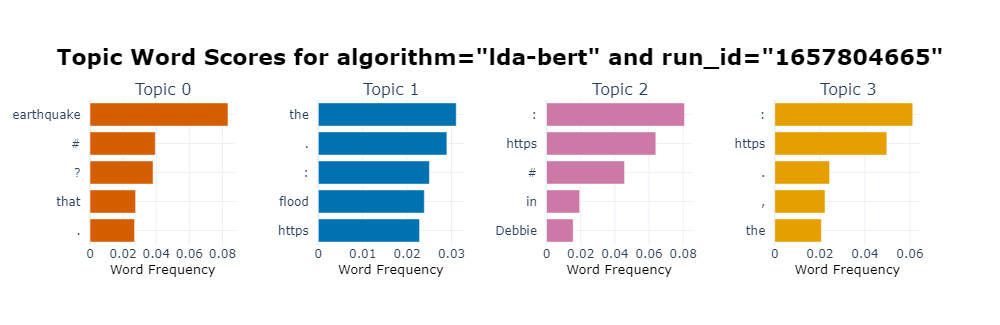 Topic Word Scores for algorithm="lda-bert" and run_id="1657804665"
Topic 0
earthquake
#
?
that
.
0 0.02 0.04 0.06 0.08
Word Frequency
Topic 1
the
.
:
flood
https
0 0.01 0.02 0.03
Word Frequency
Topic 2
:
https
#
in
Debbie
0 0.02 0.04 0.06 0.08
Word Frequency
Topic 3
:
https
.
,
the
0 0.02 0.04 0.06
Word Frequency